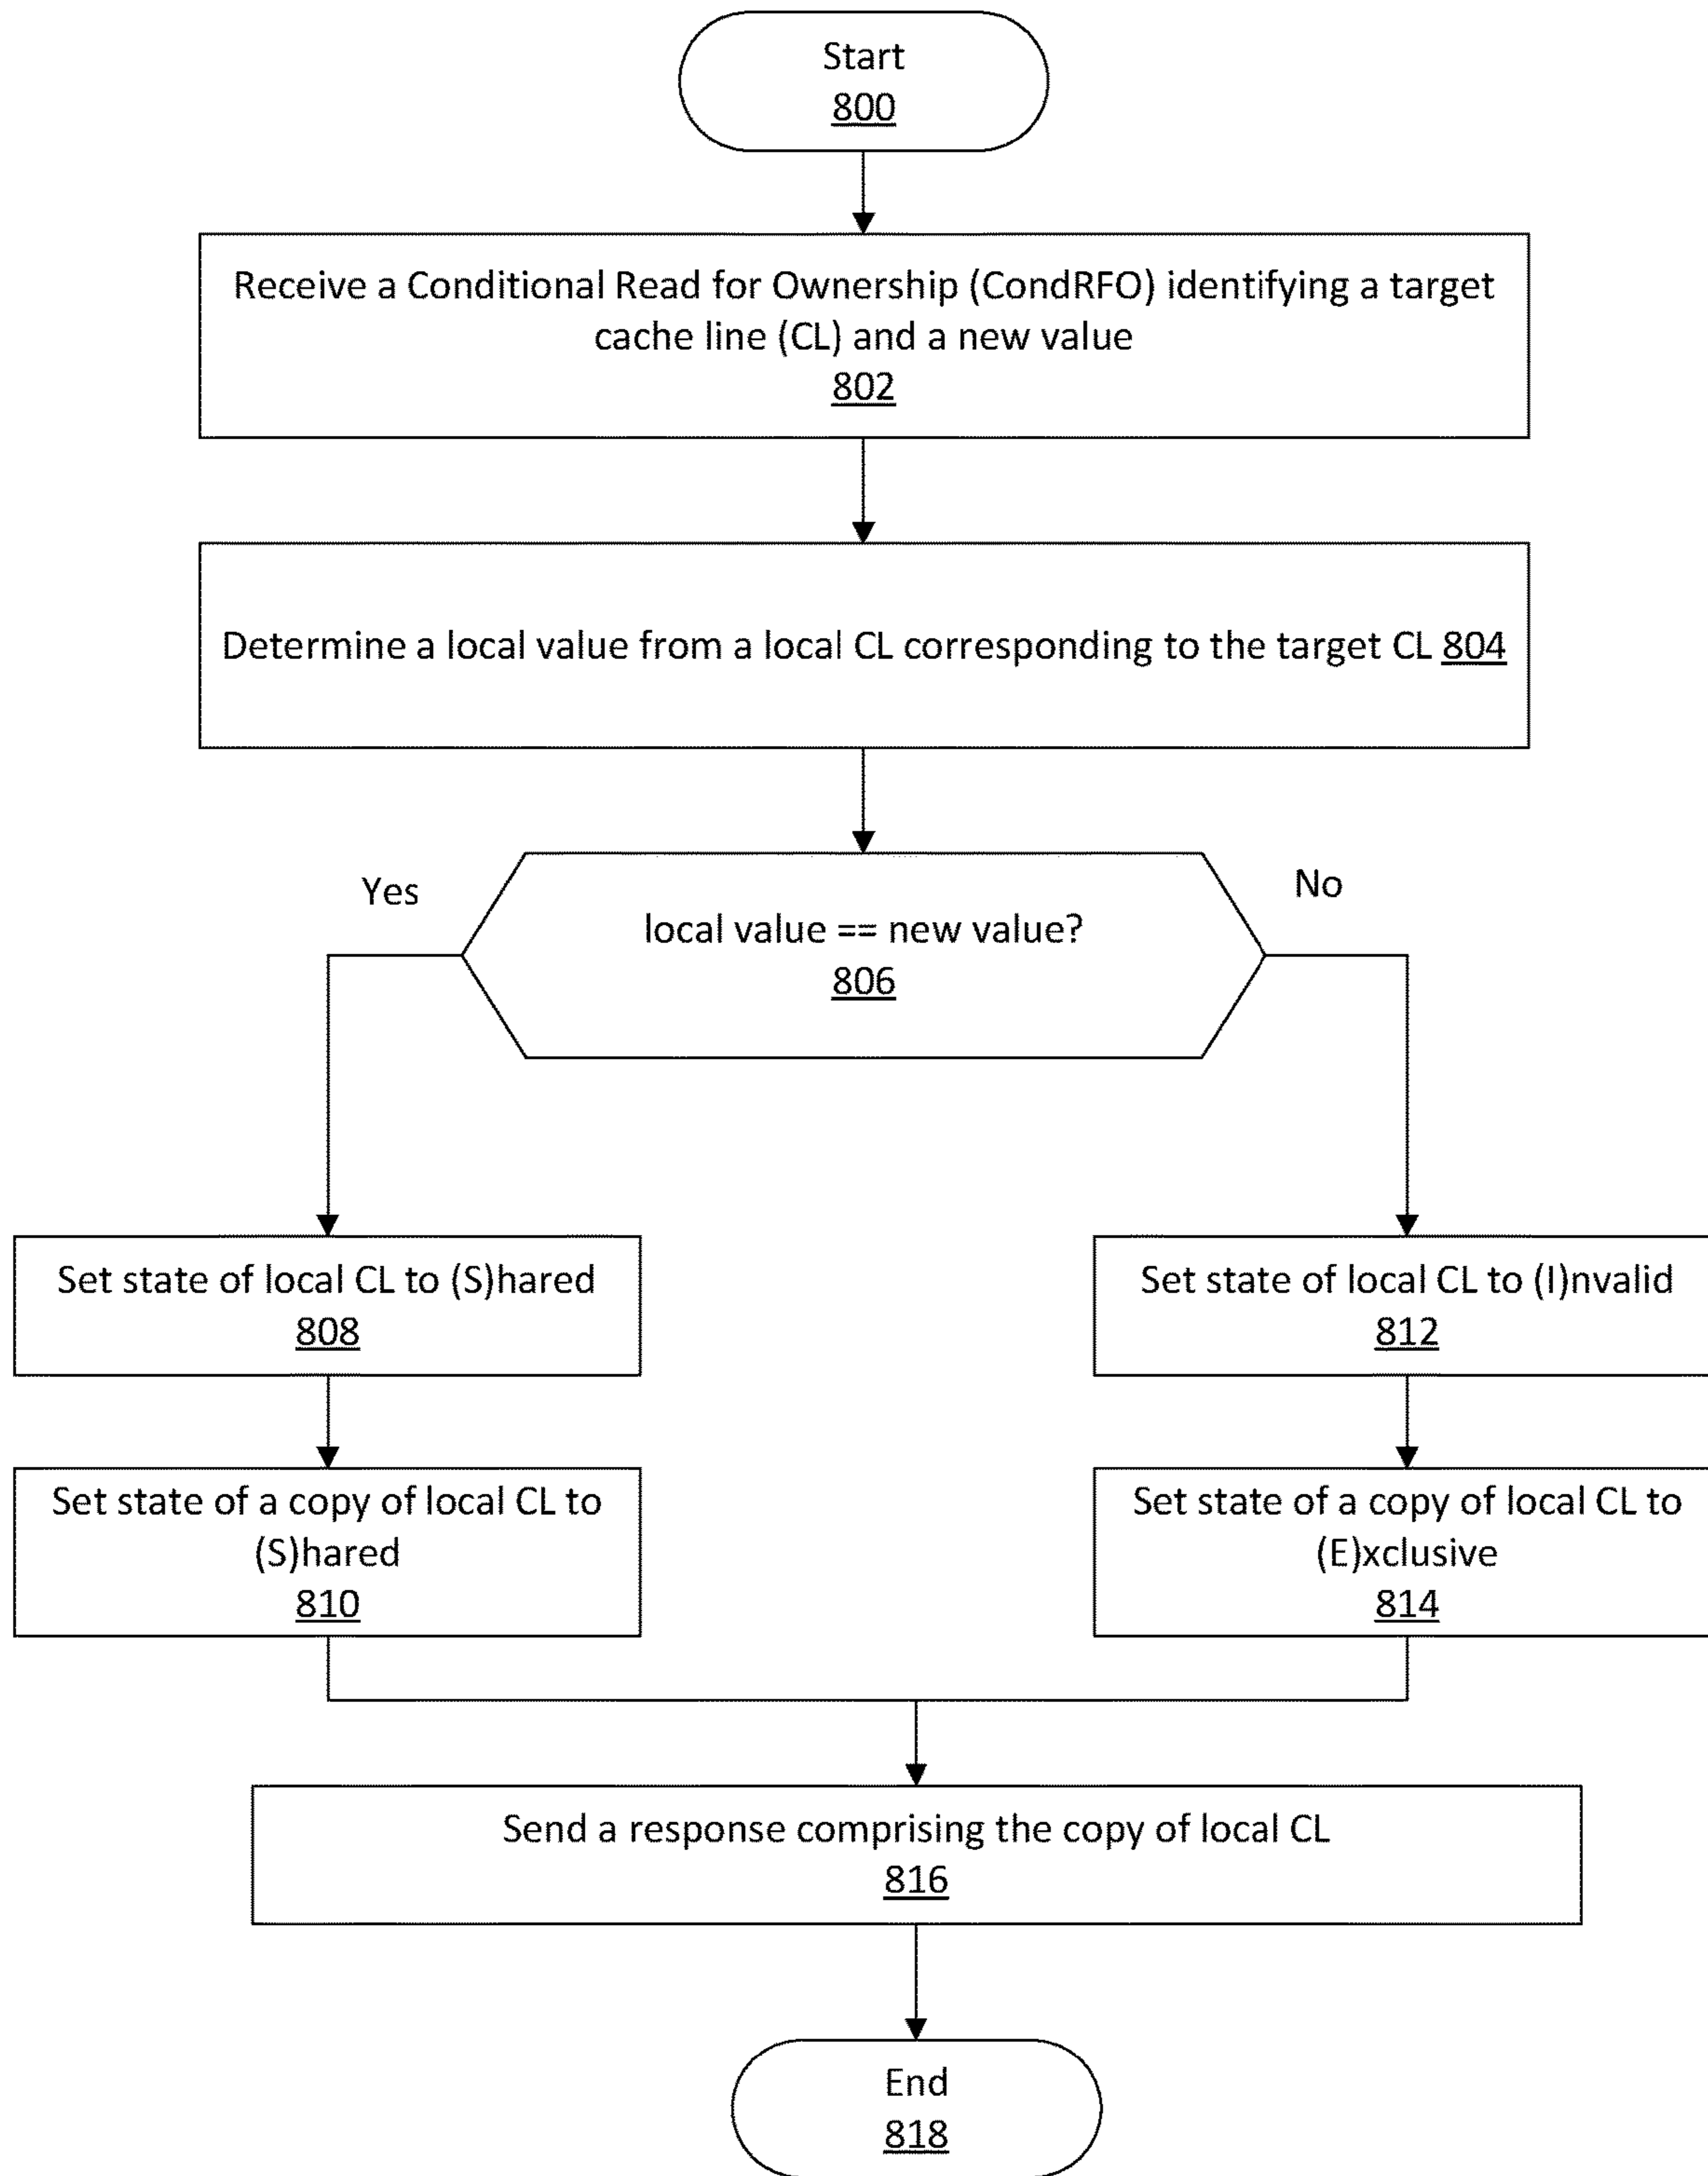 Start
800
Receive a Conditional Read for Ownership (CondRFO) identifying a target
cache line (CL) and a new value
802
Determine a local value from a local CL corresponding to the target CL 804
Yes
No
local value == new value?
806
Set state of local CL to (S)hared
808
Set state of local CL to (I)nvalid
812
Set state of a copy of local CL to
(S)hared
810
Set state of a copy of local CL to
(E)xclusive
814
Send a response comprising the copy of local CL
816
End
818